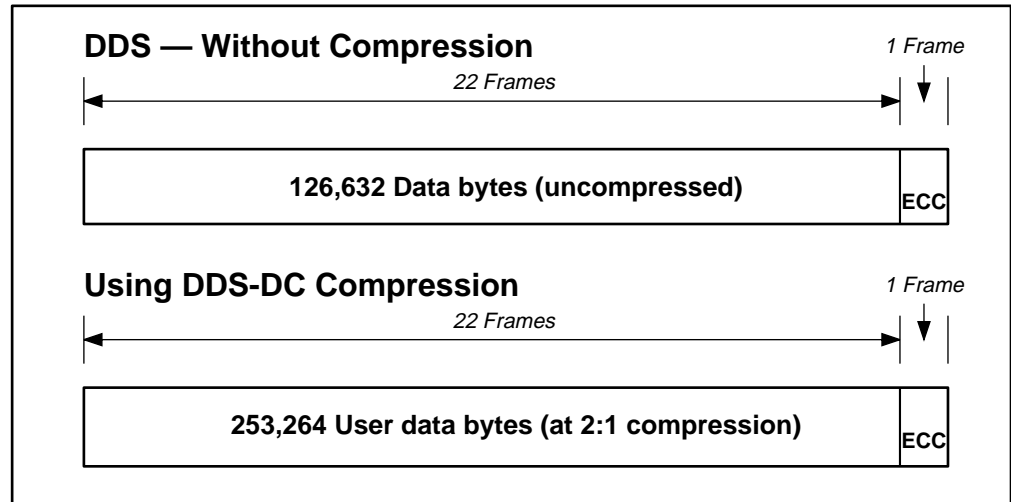 DDS — Without Compression
1 Frame
22 Frames
126,632 Data bytes (uncompressed)
ECC
Using DDS-DC Compression
1 Frame
22 Frames
253,264 User data bytes (at 2:1 compression)
ECC